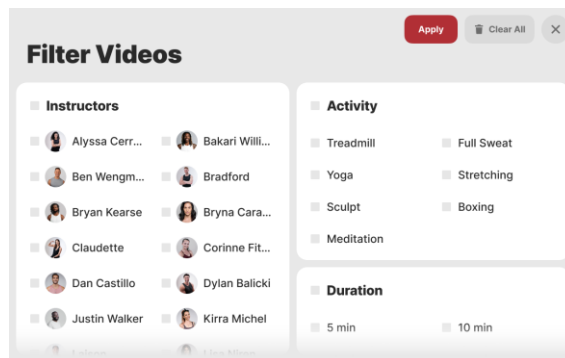 Apply
Clear All
Filter Videos
Instructors
Alyssa Cerr...
Bakari Willi...
Ben Wengm...
Bradford
Bryan Kearse
Bryna Cara...
Claudette
Corinne Fit...
Dan Castillo
Dylan Balicki
Justin Walker
Kirra Michel
Activity
Treadmill
Full Sweat
Yoga
Stretching
Sculpt
Boxing
Meditation
Duration
5 min
10 min